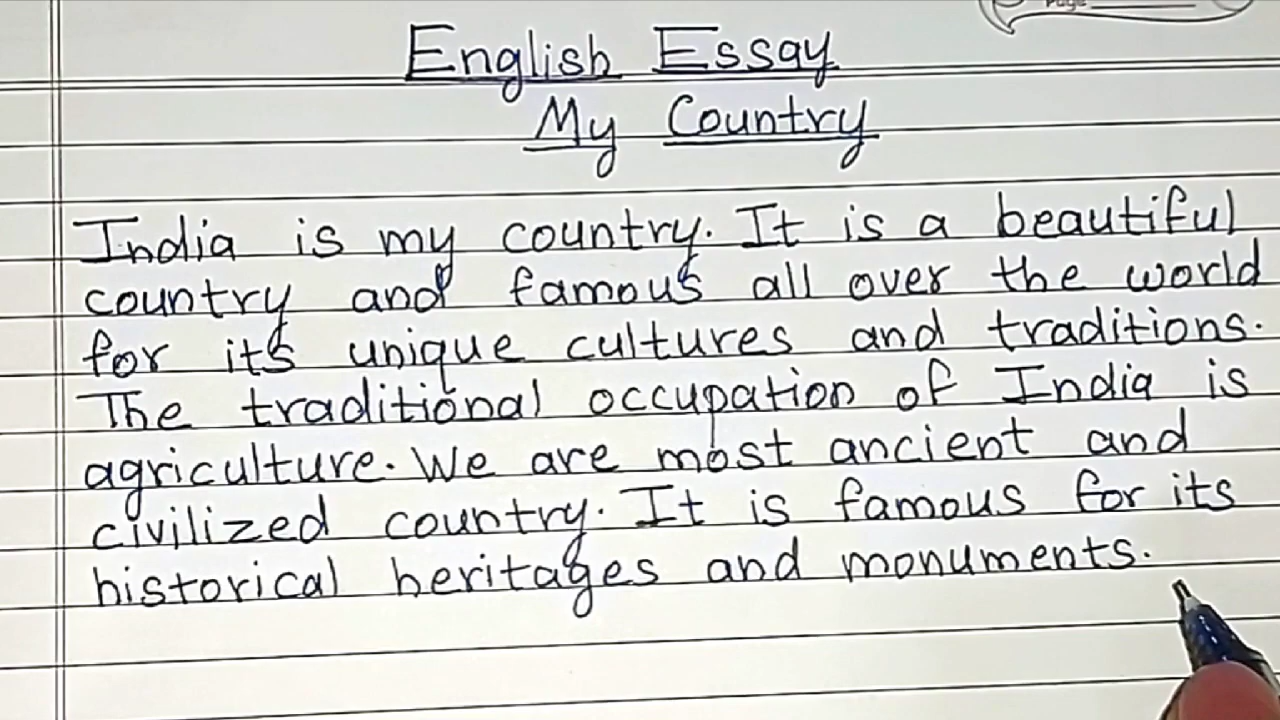 Page
English Essay
My Country
India is my country. It is a beautiful
country and famous all over the world
for its unique cultures and traditions.
The traditional occupation of India is
agriculture. We are most ancient and
civilized country. It is famous for its
historical heritages and monuments.